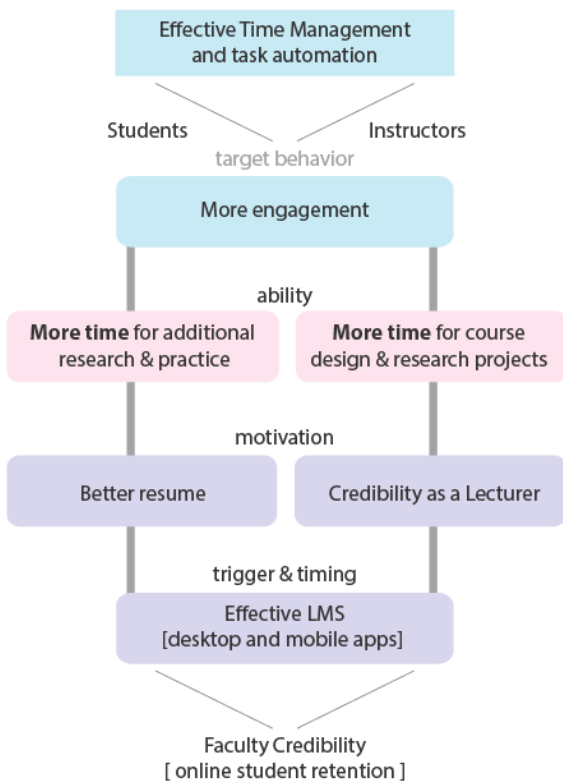 Effective Time Management
and task automation
Students
Instructors
target behavior
More engagement
ability
More time for additional
research & practice
More time for course
design & research projects
motivation
Better resume
Credibility as a Lecturer
trigger & timing
Effective LMS
[desktop and mobile apps]
Faculty Credibility
[ online student retention ]